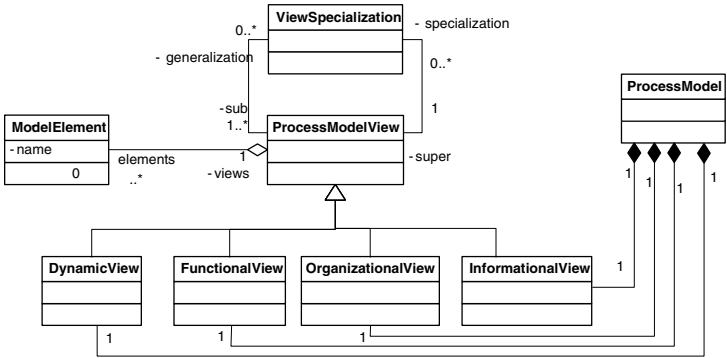 ViewSpecialization
0..*
- specialization
- generalization
0..*
ProcessModel
-sub
1..*
1
ModelElement
ProcessModelView
-name
elements
1
-super
1
1
1
1
0
..*
-views
DynamicView
FunctionalView
OrganizationalView
InformationalView
1
1
1
1